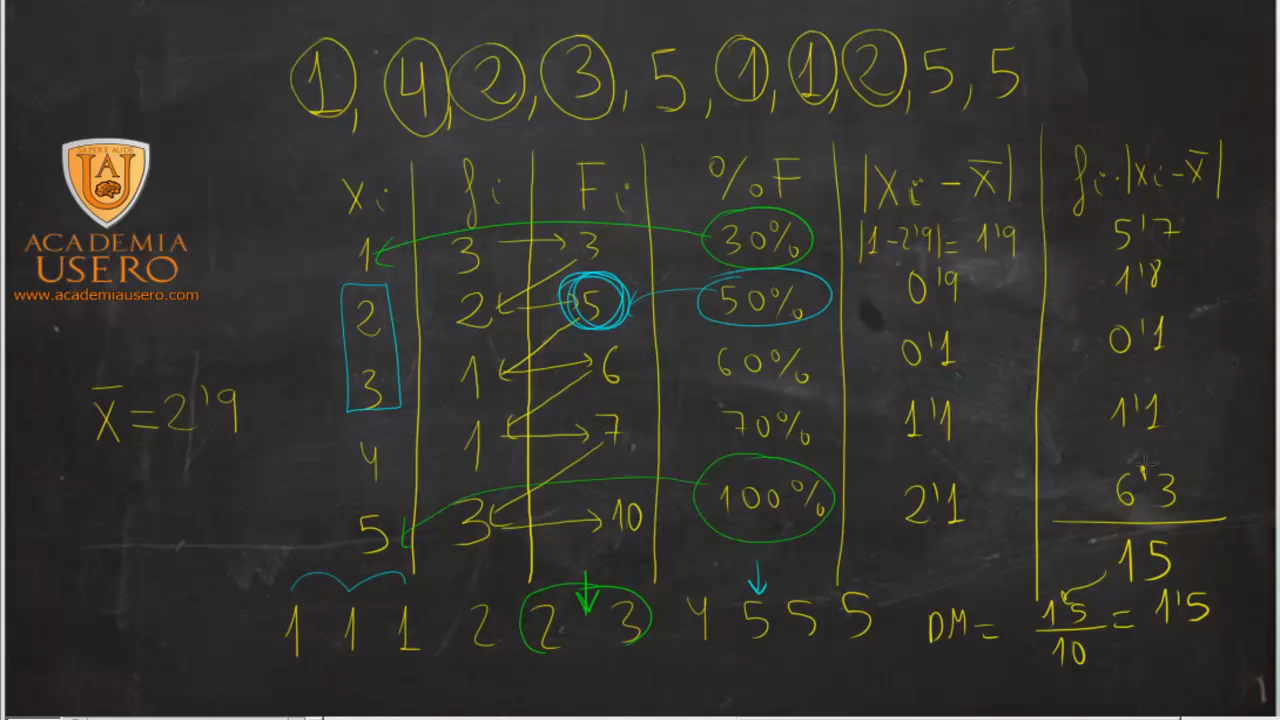 1, 4, 2, 3, 5, 1, 1, 2, 5, 5
SAPERE AUDE
UA
ACADEMIA
USERO
www.academiausero.com
X̄ = 2'9
xi fi Fi %F |Xi - X̄| fi·|xi - X̄|
1 3 3 30% |1-2'9| = 1'9 5'7
2 2 5 50% 0'9 1'8
3 1 6 60% 0'1 0'1
4 1 7 70% 1'1 1'1
5 3 10 100% 2'1 6'3
15
1 1 1 2 2 3 4 5 5 5
DM = 15/10 = 1'5